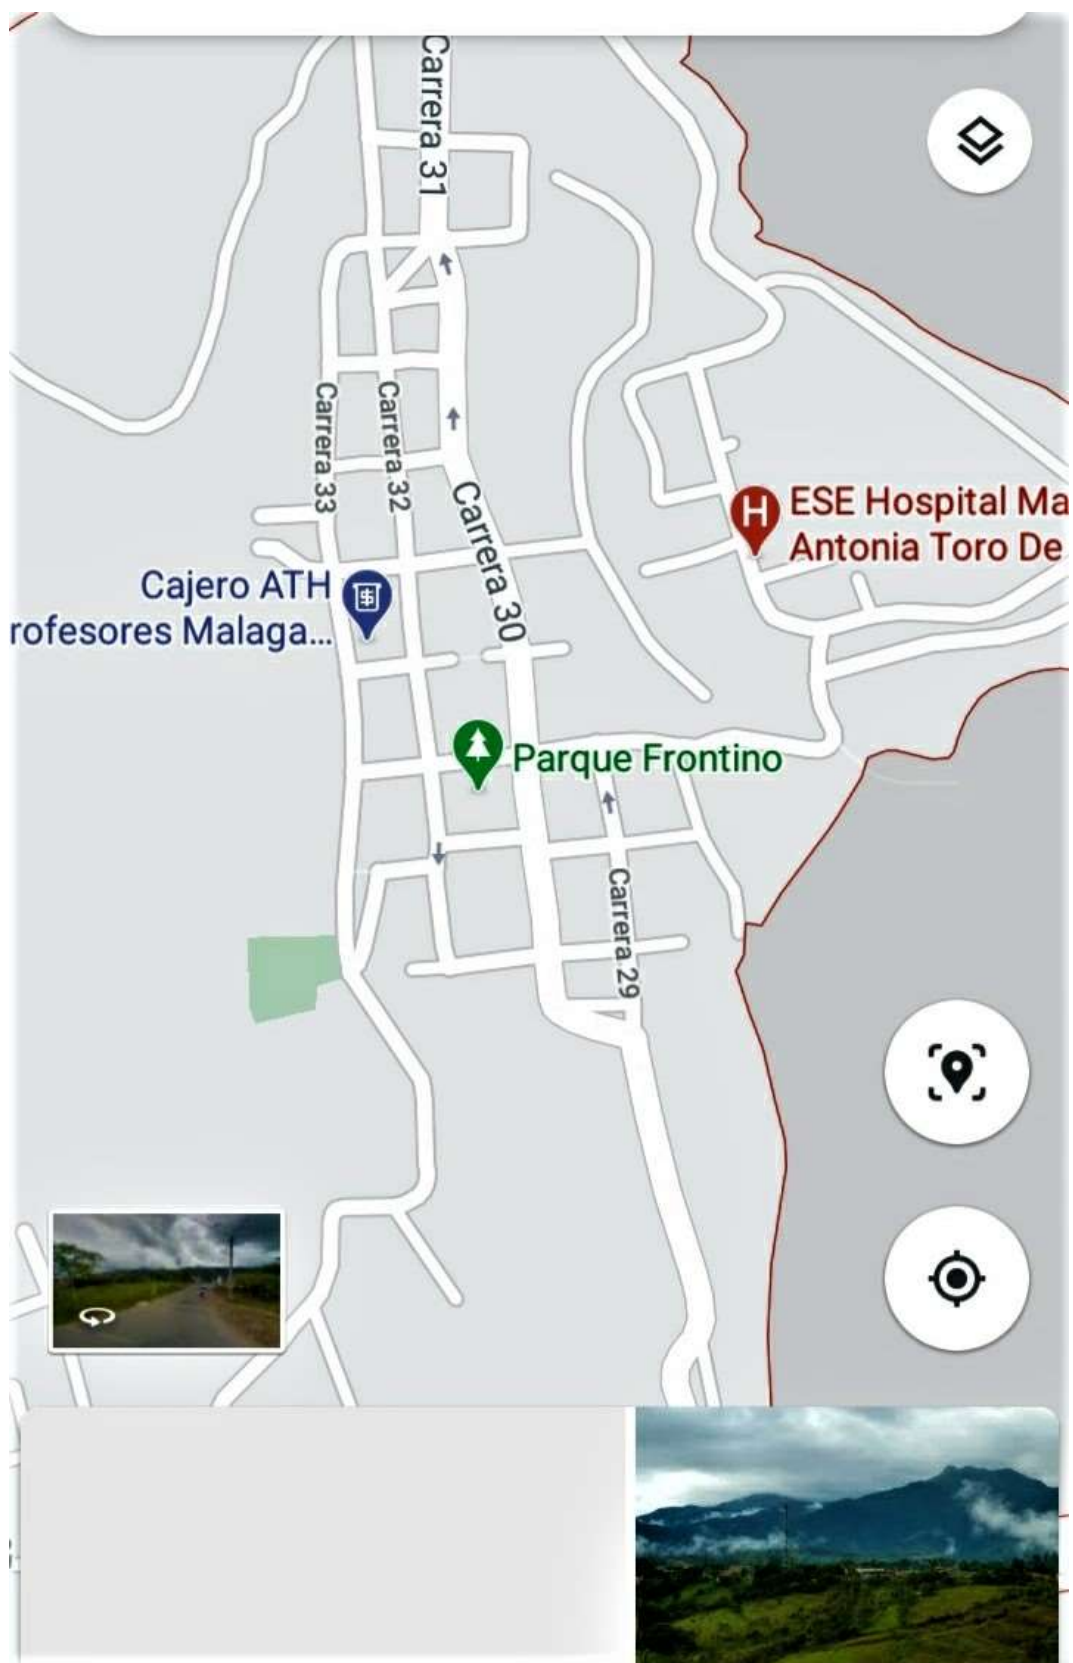 Carrera 31
Carrera 33
Carrera 32
Carrera 30
H
ESE Hospital Ma
Antonia Toro De
Cajero ATH
rofesores Malaga...
Parque Frontino
Carrera 29